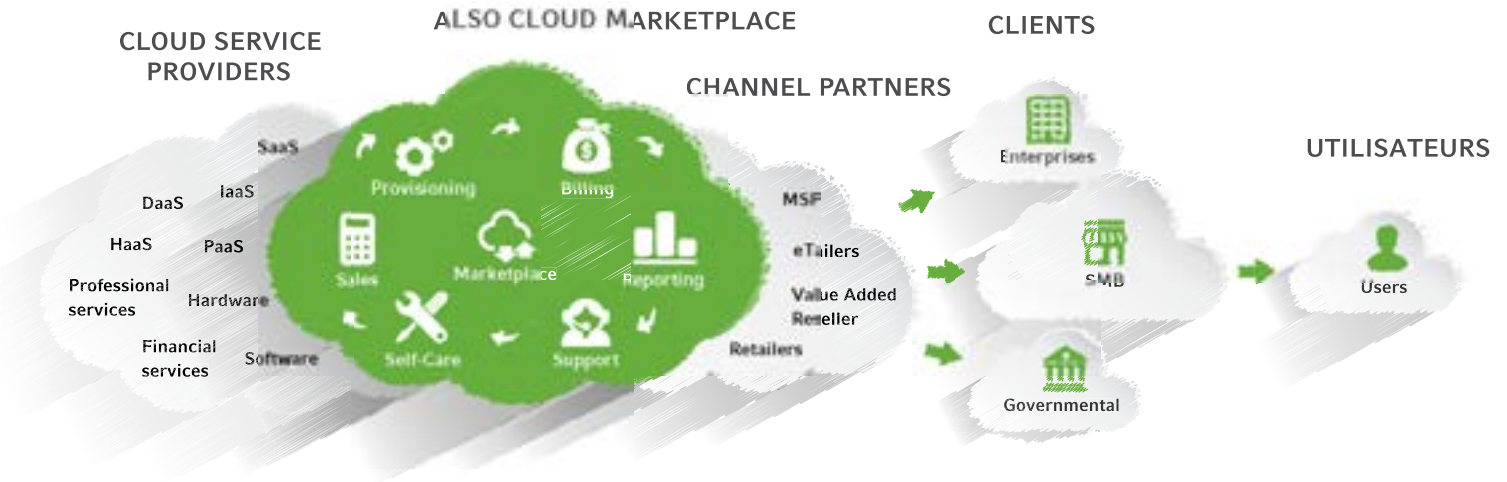 ALSO CLOUD MARKETPLACE
CLIENTS
CLOUD SERVICE
PROVIDERS
CHANNEL PARTNERS
UTILISATEURS
SaaS
IaaS
DaaS
HaaS
PaaS
Professional
services
Hardware
Financial
services
Software
Provisioning
Billing
Sales
Marketplace
Reporting
Self-Care
Support
eTailers
Value Added
Reseller
Retailers
Enterprises
SMB
Governmental
Users